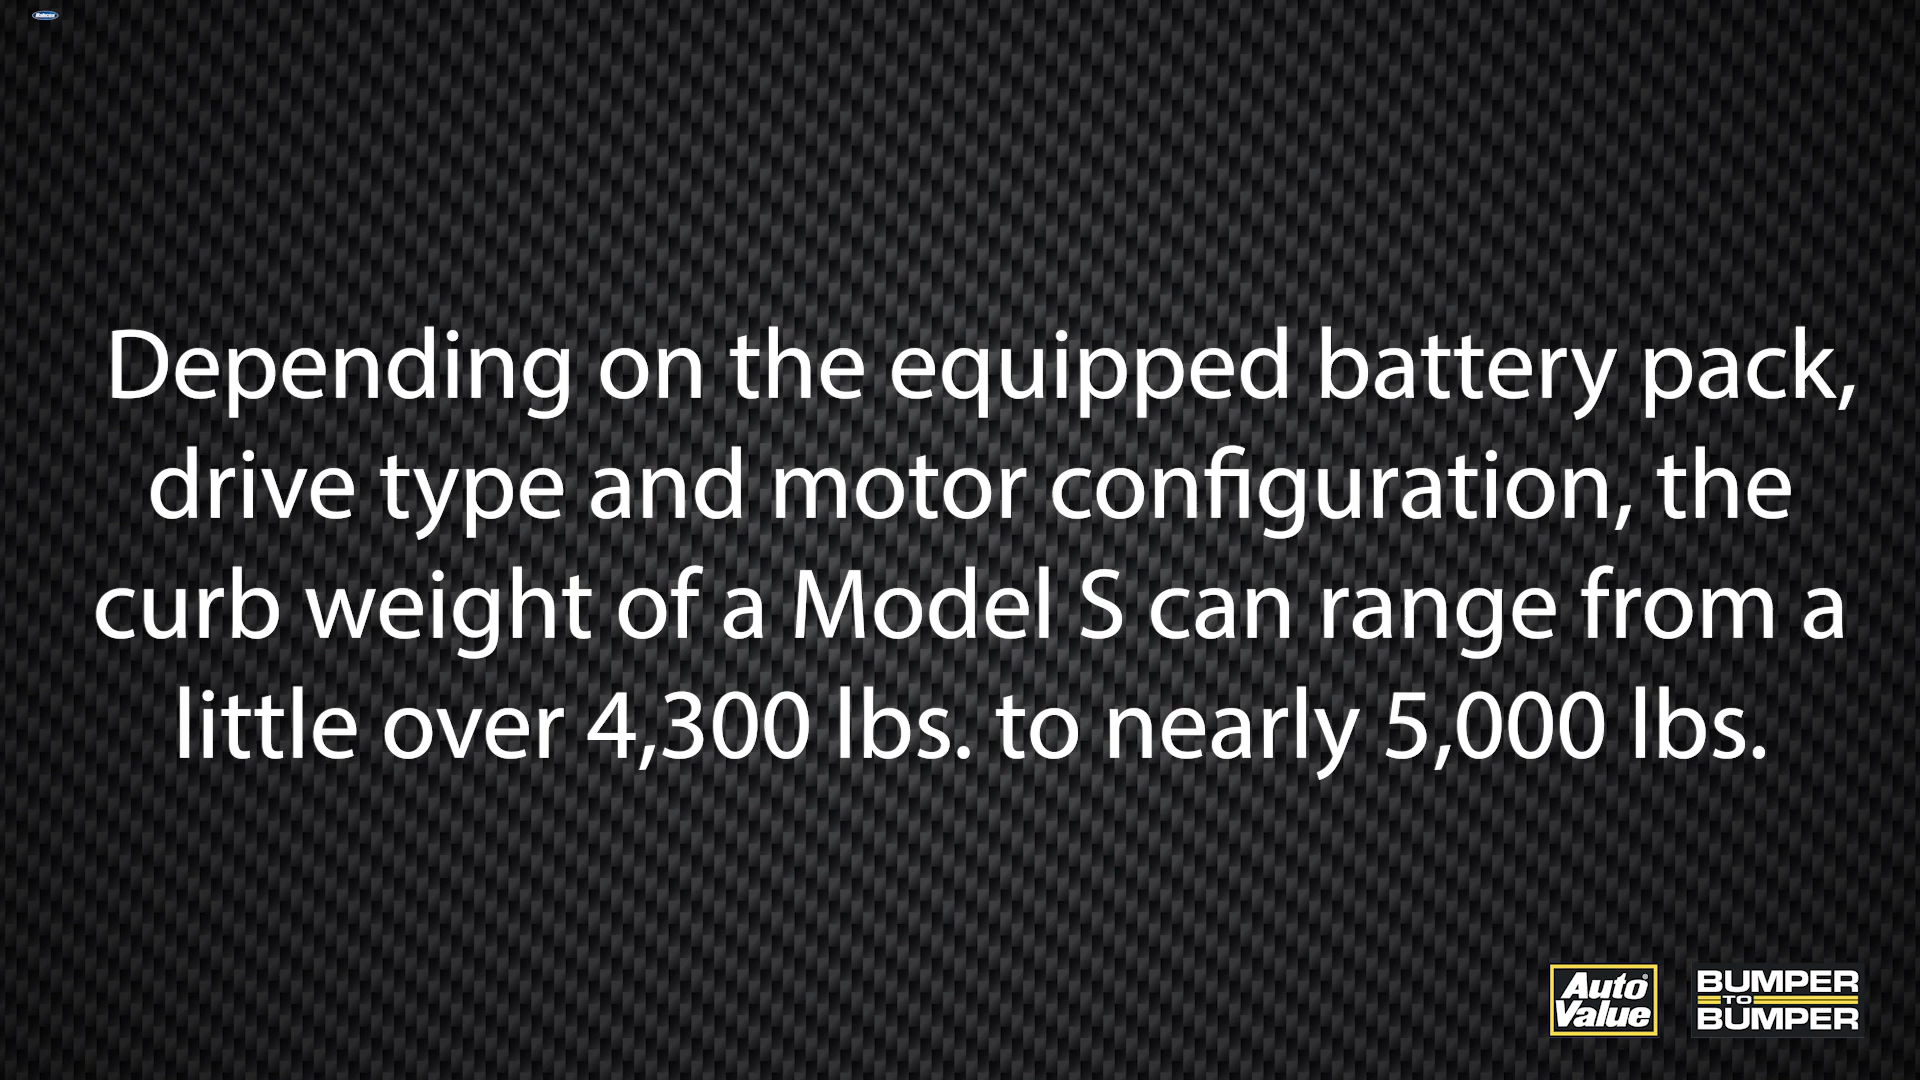 Babcox
Depending on the equipped battery pack,
drive type and motor configuration, the
curb weight of a Model S can range from a
little over 4,300 lbs. to nearly 5,000 lbs.
Auto
Value
BUMPER
TO
BUMPER